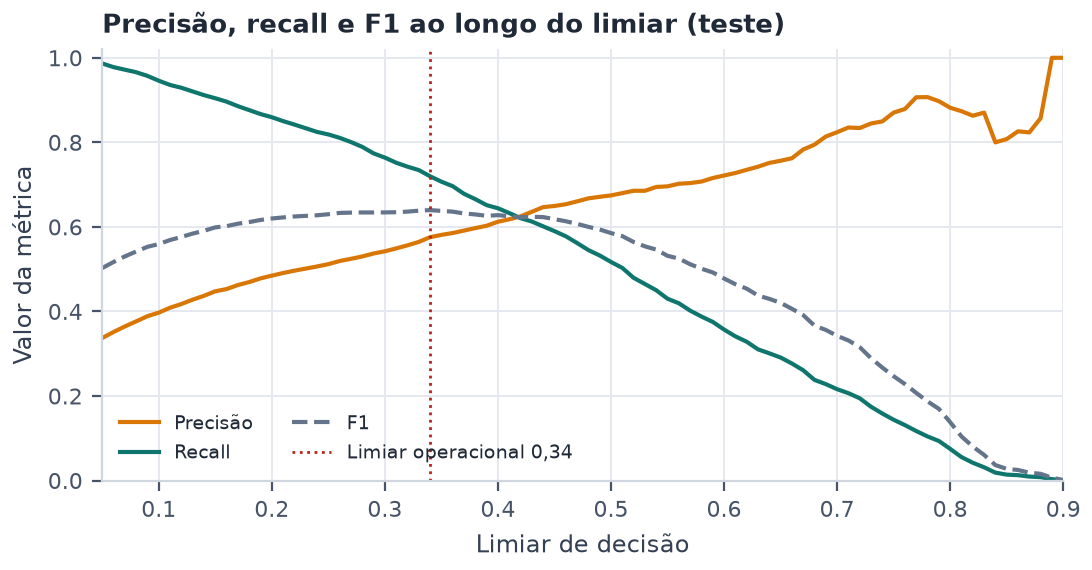 Precisão, recall e F1 ao longo do limiar (teste)
Valor da métrica
1.0
0.8
0.6
0.4
0.2
0.0
Precisão
Recall
F1
Limiar operacional 0,34
0.1 0.2 0.3 0.4 0.5 0.6 0.7 0.8 0.9
Limiar de decisão